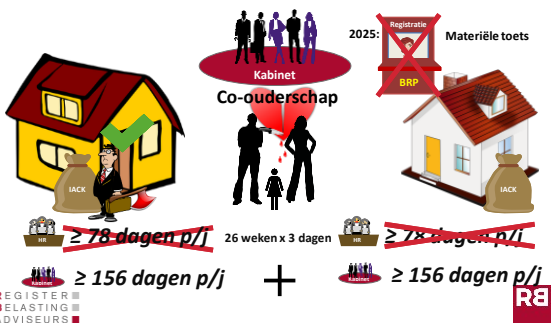 2025:
Registratie
BRP
Materiële toets
Kabinet
Co-ouderschap
IACK
IACK
HR
≥ 78 dagen p/j
26 weken x 3 dagen
HR
≥ 78 dagen p/j
Kabinet
≥ 156 dagen p/j
+
Kabinet
≥ 156 dagen p/j
REGISTER
BELASTING
ADVISEURS
RB